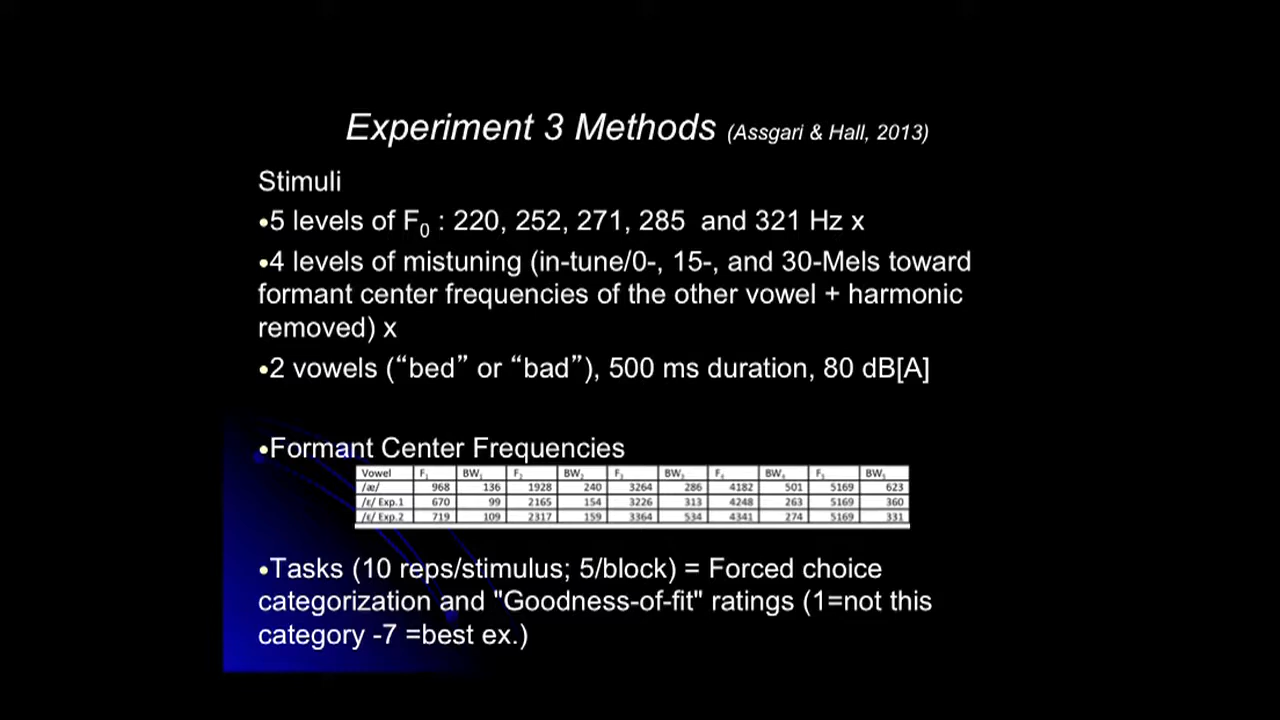 Experiment 3 Methods (Assgari & Hall, 2013)
Stimuli
•5 levels of F0 : 220, 252, 271, 285 and 321 Hz x
•4 levels of mistuning (in-tune/0-, 15-, and 30-Mels toward
formant center frequencies of the other vowel + harmonic
removed) x
•2 vowels (“bed” or “bad”), 500 ms duration, 80 dB[A]
•Formant Center Frequencies
Vowel F1 BW1 F2 BW2 F3 BW3 F4 BW4 F5 BW5
/æ/ 968 136 1928 240 3264 286 4182 501 5169 623
/ε/ Exp.1 670 99 2165 154 3226 313 4248 263 5169 360
/ε/ Exp.2 719 109 2317 159 3364 534 4341 274 5169 331
•Tasks (10 reps/stimulus; 5/block) = Forced choice
categorization and "Goodness-of-fit" ratings (1=not this
category -7 =best ex.)